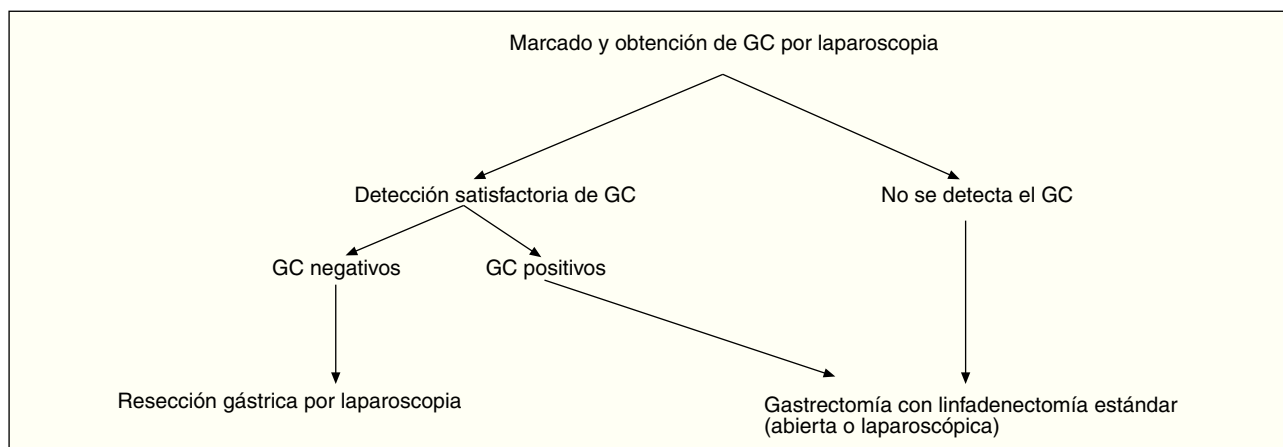 Marcado y obtención de GC por laparoscopia
Detección satisfactoria de GC
No se detecta el GC
GC negativos
GC positivos
Resección gástrica por laparoscopia
Gastrectomía con linfadenectomía estándar
(abierta o laparoscópica)